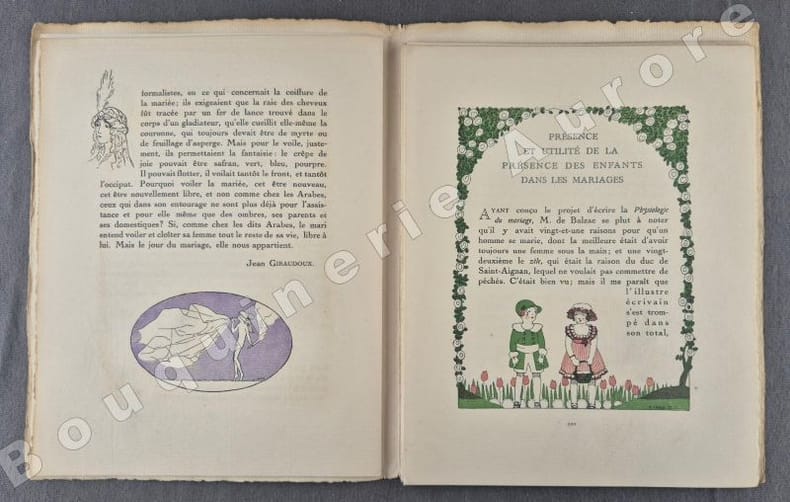 formalistes, en ce qui concernait la coiffure de
la mariée; ils exigeaient que la raie des cheveux
fût tracée par un fer de lance trouvé dans le
corps d'un gladiateur, qu'elle cueillit elle-même la
couronne, qui toujours devait être de myrte ou
de feuillage d'asperge. Mais pour le voile, juste-
ment, ils permettaient la fantaisie: le crêpe de
joie pouvait être safran, vert, bleu, pourpre.
Il pouvait flotter, il voilait tantôt le front, et tantôt
l'occiput. Pourquoi voiler la mariée, cet être nouveau,
cet être nouvellement libre, et non comme chez les Arabes,
ceux qui dans son entourage ne sont plus déjà pour l'assis-
tance et pour elle même que des ombres, ses parents et
ses domestiques? Si, comme chez les dits Arabes, le mari
entend voiler et cloîtrer sa femme tout le reste de sa vie, libre à
lui. Mais le jour du mariage, elle nous appartient.
Jean GIRAUDOUX.
PRÉSENCE
ET UTILITÉ DE LA
PRÉSENCE DES ENFANTS
DANS LES MARIAGES
AYANT conçu le projet d'écrire la Physiologie
du mariage, M. de Balzac se plut à noter
qu'il y avait vingt-et-une raisons pour qu'un
homme se marie, dont la meilleure était d'avoir
toujours une femme sous la main; et une vingt-
deuxième le zèle, qui était la raison du duc de
Saint-Aignan, lequel ne voulait pas commettre de
péchés. C'était bien vu; mais il me paraît que
l'illustre
écrivain
s'est trom-
pé dans
son total,
Bouquinerie Aurore